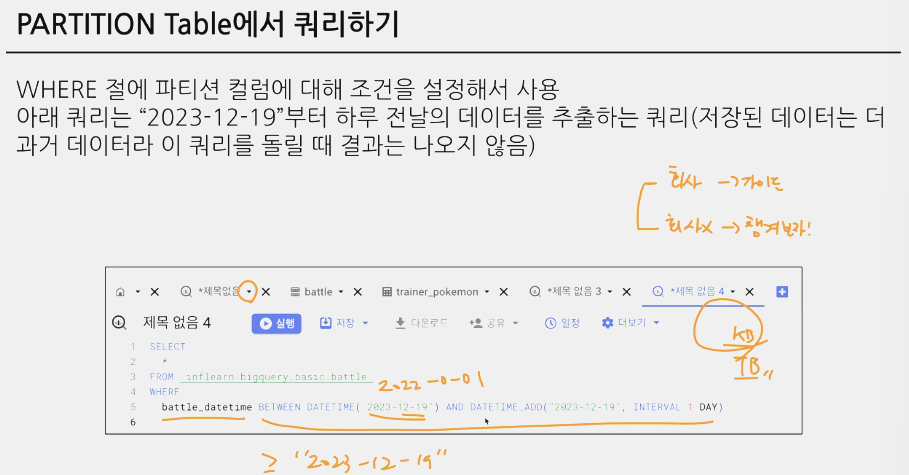 PARTITION Table에서 쿼리하기
WHERE 절에 파티션 컬럼에 대해 조건을 설정해서 사용
아래 쿼리는 “2023-12-19”부터 하루 전날의 데이터를 추출하는 쿼리(저장된 데이터는 더
과거 데이터라 이 쿼리를 돌릴 때 결과는 나오지 않음)
회사 → 가이드
회사X → 챙겨보라!
*제목없음 battle trainer_pokemon *제목 없음 3 *제목 없음 4
제목 없음 4 실행 저장 다운로드 공유 일정 더보기
KB
TB
1 SELECT
2 *
3 FROM inflearn_bigquery.basic.battle
2022-0-01
4 WHERE
5 battle_datetime BETWEEN DATETIME("2023-12-19") AND DATETIME_ADD("2023-12-19", INTERVAL 1 DAY)
6
≥ "2023-12-19"